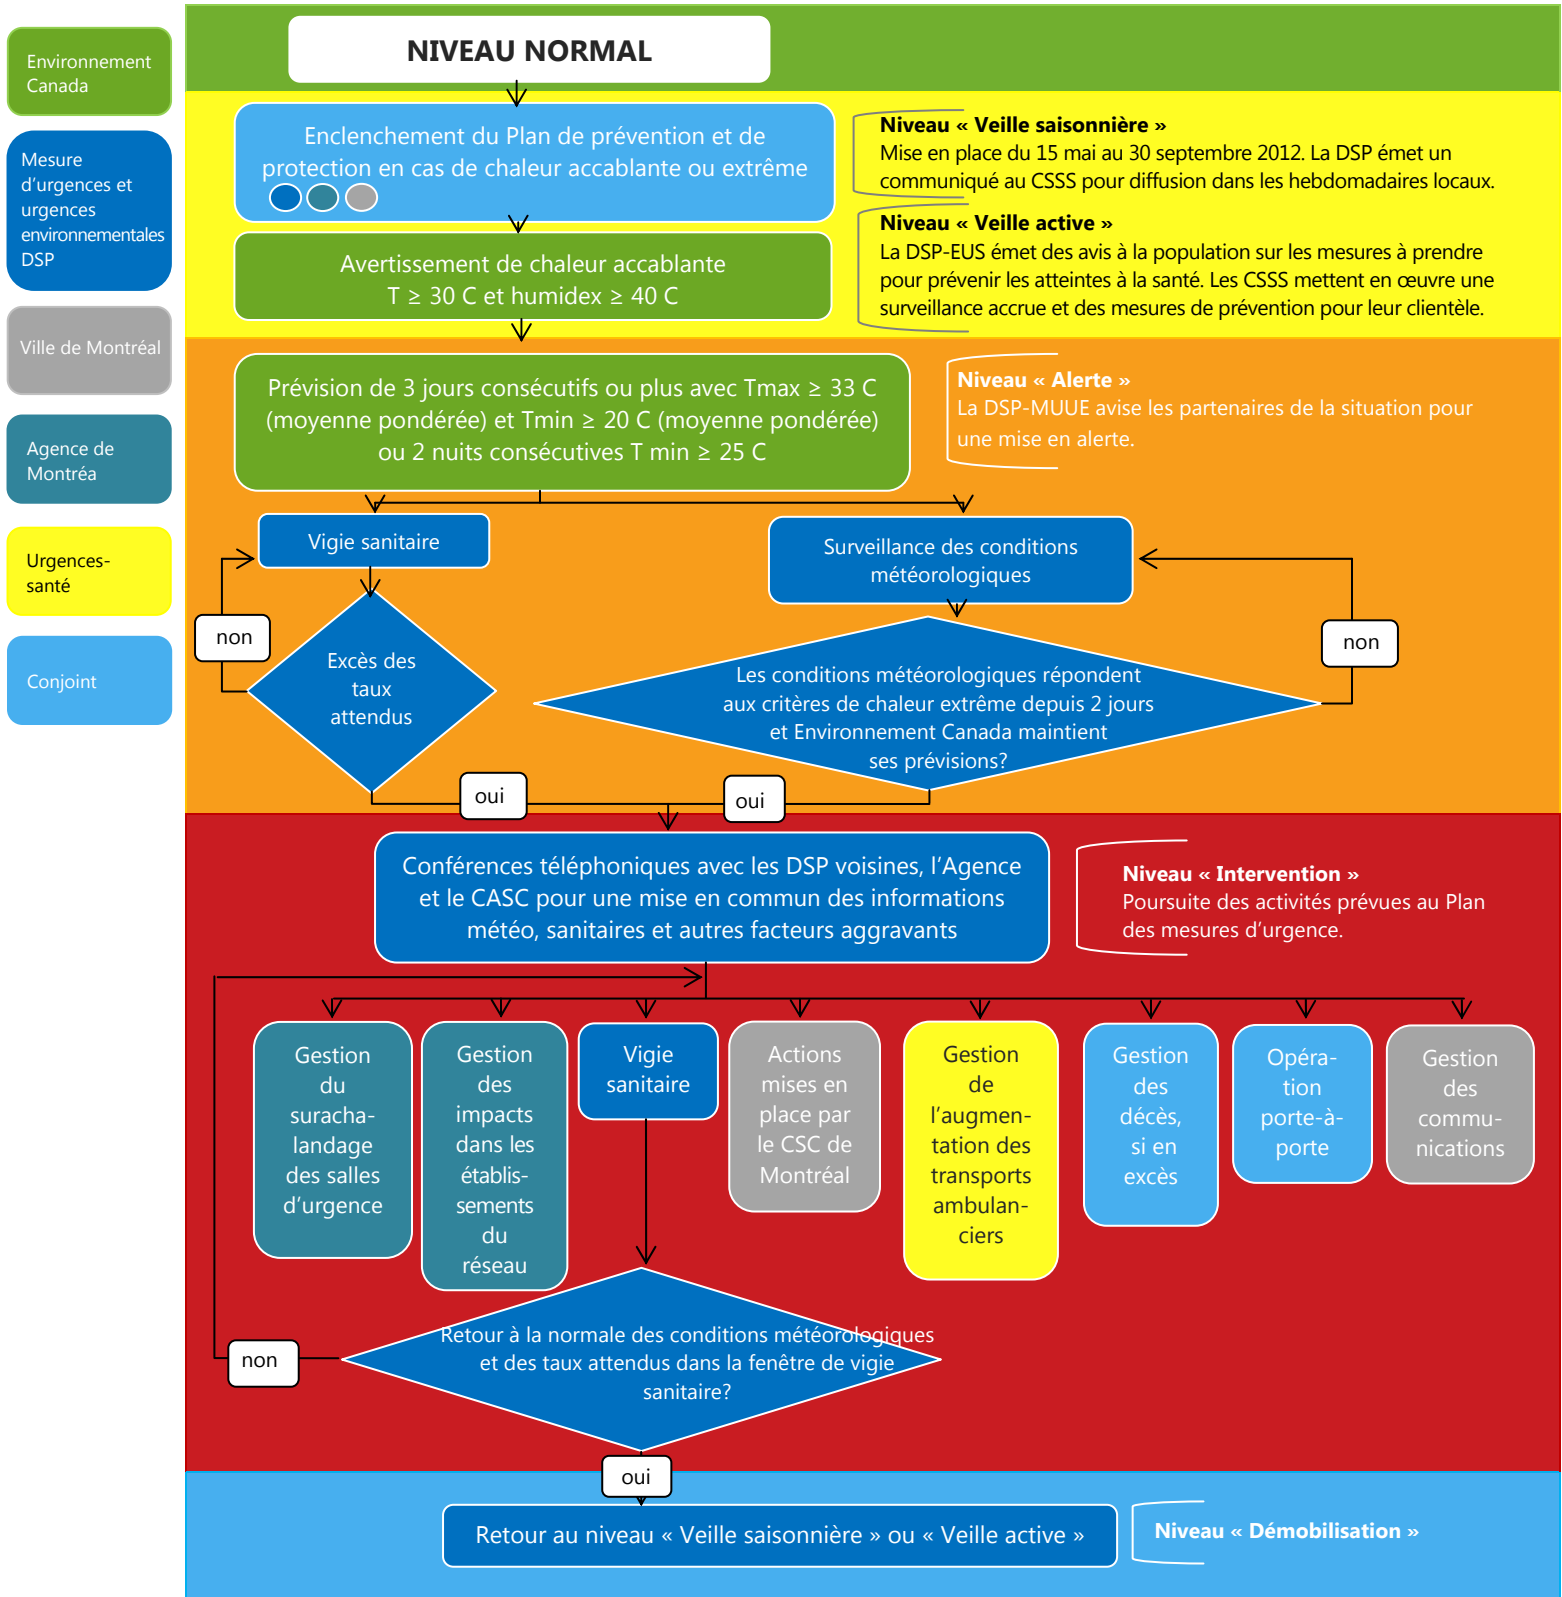 Environnement
Canada
Mesure
d'urgences et
urgences
environnementales
DSP
Ville de Montréal
Agence de
Montréa
Urgences-
santé
Conjoint
NIVEAU NORMAL
Enclenchement du Plan de prévention et de
protection en cas de chaleur accablante ou extrême
Niveau « Veille saisonnière »
Mise en place du 15 mai au 30 septembre 2012. La DSP émet un
communiqué au CSSS pour diffusion dans les hebdomadaires locaux.
Avertissement de chaleur accablante
T ≥ 30 C et humidex ≥ 40 C
Niveau « Veille active »
La DSP-EUS émet des avis à la population sur les mesures à prendre
pour prévenir les atteintes à la santé. Les CSSS mettent en œuvre une
surveillance accrue et des mesures de prévention pour leur clientèle.
Prévision de 3 jours consécutifs ou plus avec Tmax ≥ 33 C
(moyenne pondérée) et Tmin ≥ 20 C (moyenne pondérée)
ou 2 nuits consécutives T min ≥ 25 C
Niveau « Alerte »
La DSP-MUUE avise les partenaires de la situation pour
une mise en alerte.
Vigie sanitaire
Surveillance des conditions
météorologiques
non
Excès des
taux
attendus
Les conditions météorologiques répondent
aux critères de chaleur extrême depuis 2 jours
et Environnement Canada maintient
ses prévisions?
non
oui
oui
Conférences téléphoniques avec les DSP voisines, l'Agence
et le CASC pour une mise en commun des informations
météo, sanitaires et autres facteurs aggravants
Niveau « Intervention »
Poursuite des activités prévues au Plan
des mesures d'urgence.
Gestion
du
suracha-
landage
des salles
d'urgence
Gestion
des
impacts
dans les
établis-
sements
du
réseau
Vigie
sanitaire
Actions
mises en
place par
le CSC de
Montréal
Gestion
de
l'augmen-
tation des
transports
ambulan-
ciers
Gestion
des
décès,
si en
excès
Opéra-
tion
porte-à-
porte
Gestion
des
commu-
nications
Retour à la normale des conditions météorologiques
et des taux attendus dans la fenêtre de vigie
sanitaire?
non
oui
Retour au niveau « Veille saisonnière » ou « Veille active »
Niveau « Démobilisation »